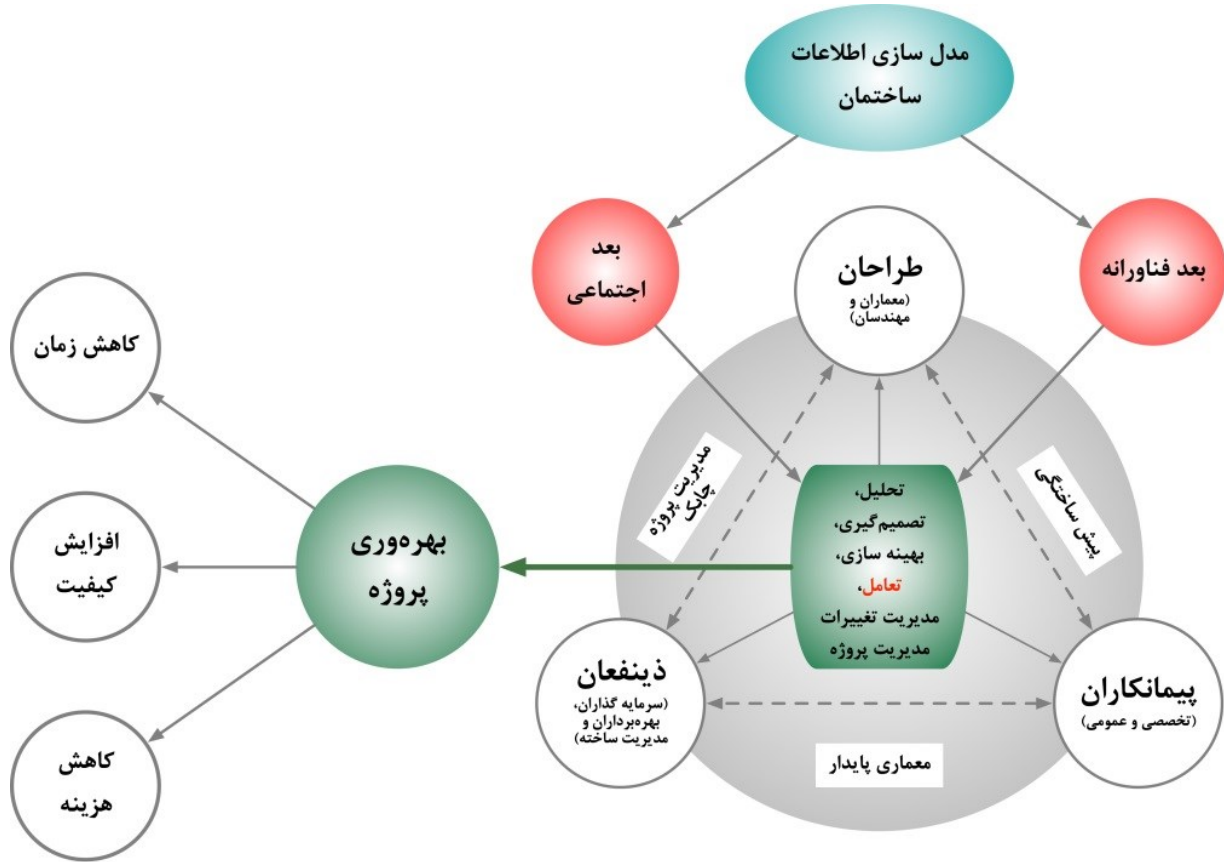 مدل سازی اطلاعات
ساختمان
بعد فناورانه
بعد
اجتماعی
طراحان
(معماران و
مهندسان)
پیش ساختگی
مدیریت پروژه
چابک
تحلیل،
تصمیم‌گیری،
بهینه سازی،
تعامل،
مدیریت تغییرات
مدیریت پروژه
پیمانکاران
(تخصصی و عمومی)
ذینفعان
(سرمایه گذاران،
بهره‌برداران و
مدیریت ساخته)
معماری پایدار
بهره‌وری
پروژه
کاهش زمان
افزایش
کیفیت
کاهش
هزینه